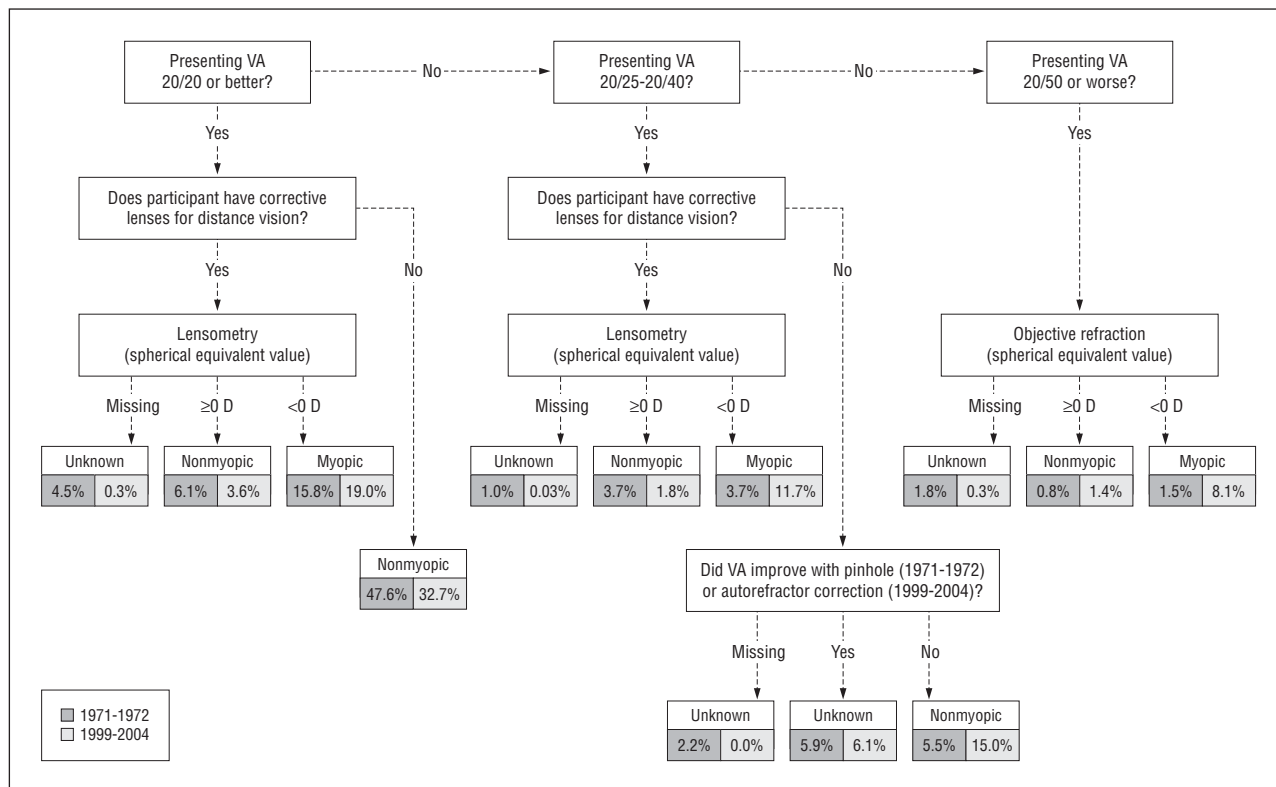 Presenting VA
20/20 or better?
No
Presenting VA
20/25-20/40?
No
Presenting VA
20/50 or worse?
Yes
Yes
Yes
Does participant have corrective
lenses for distance vision?
Does participant have corrective
lenses for distance vision?
Yes
No
Yes
No
Lensometry
(spherical equivalent value)
Lensometry
(spherical equivalent value)
Objective refraction
(spherical equivalent value)
Missing
≥0 D
<0 D
Missing
≥0 D
<0 D
Missing
≥0 D
<0 D
Unknown
4.5% 0.3%
Nonmyopic
6.1% 3.6%
Myopic
15.8% 19.0%
Unknown
1.0% 0.03%
Nonmyopic
3.7% 1.8%
Myopic
3.7% 11.7%
Unknown
1.8% 0.3%
Nonmyopic
0.8% 1.4%
Myopic
1.5% 8.1%
Nonmyopic
47.6% 32.7%
Did VA improve with pinhole (1971-1972)
or autorefractor correction (1999-2004)?
Missing
Yes
No
Unknown
2.2% 0.0%
Unknown
5.9% 6.1%
Nonmyopic
5.5% 15.0%
1971-1972
1999-2004